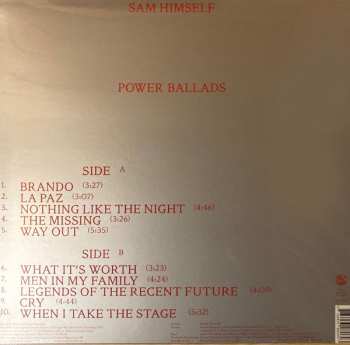 SAM HIMSELF
POWER BALLADS
SIDE A
1. BRANDO (3:27)
2. LA PAZ (3:07)
3. NOTHING LIKE THE NIGHT (4:46)
4. THE MISSING (3:26)
5. WAY OUT (5:35)
SIDE B
6. WHAT IT'S WORTH (3:23)
7. MEN IN MY FAMILY (4:24)
8. LEGENDS OF THE RECENT FUTURE
9. CRY (4:44)
10. WHEN I TAKE THE STAGE (5:32)